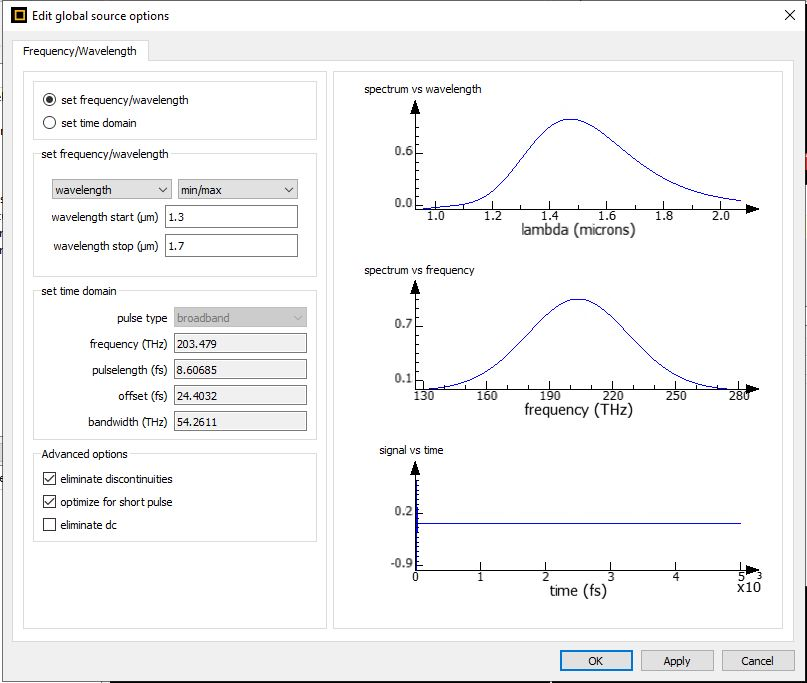 Edit global source options
Frequency/Wavelength
set frequency/wavelength
set time domain
set frequency/wavelength
wavelength min/max
wavelength start (µm) 1.3
wavelength stop (µm) 1.7
set time domain
pulse type broadband
frequency (THz) 203.479
pulselength (fs) 8.60685
offset (fs) 24.4032
bandwidth (THz) 54.2611
Advanced options
eliminate discontinuities
optimize for short pulse
eliminate dc
spectrum vs wavelength
0.6
0.0
1.0 1.2 1.4 1.6 1.8 2.0
lambda (microns)
spectrum vs frequency
0.7
0.1
130 160 190 220 250 280
frequency (THz)
signal vs time
0.2
-0.9
0 1 2 3 4 5 3
x10
time (fs)
OK Apply Cancel